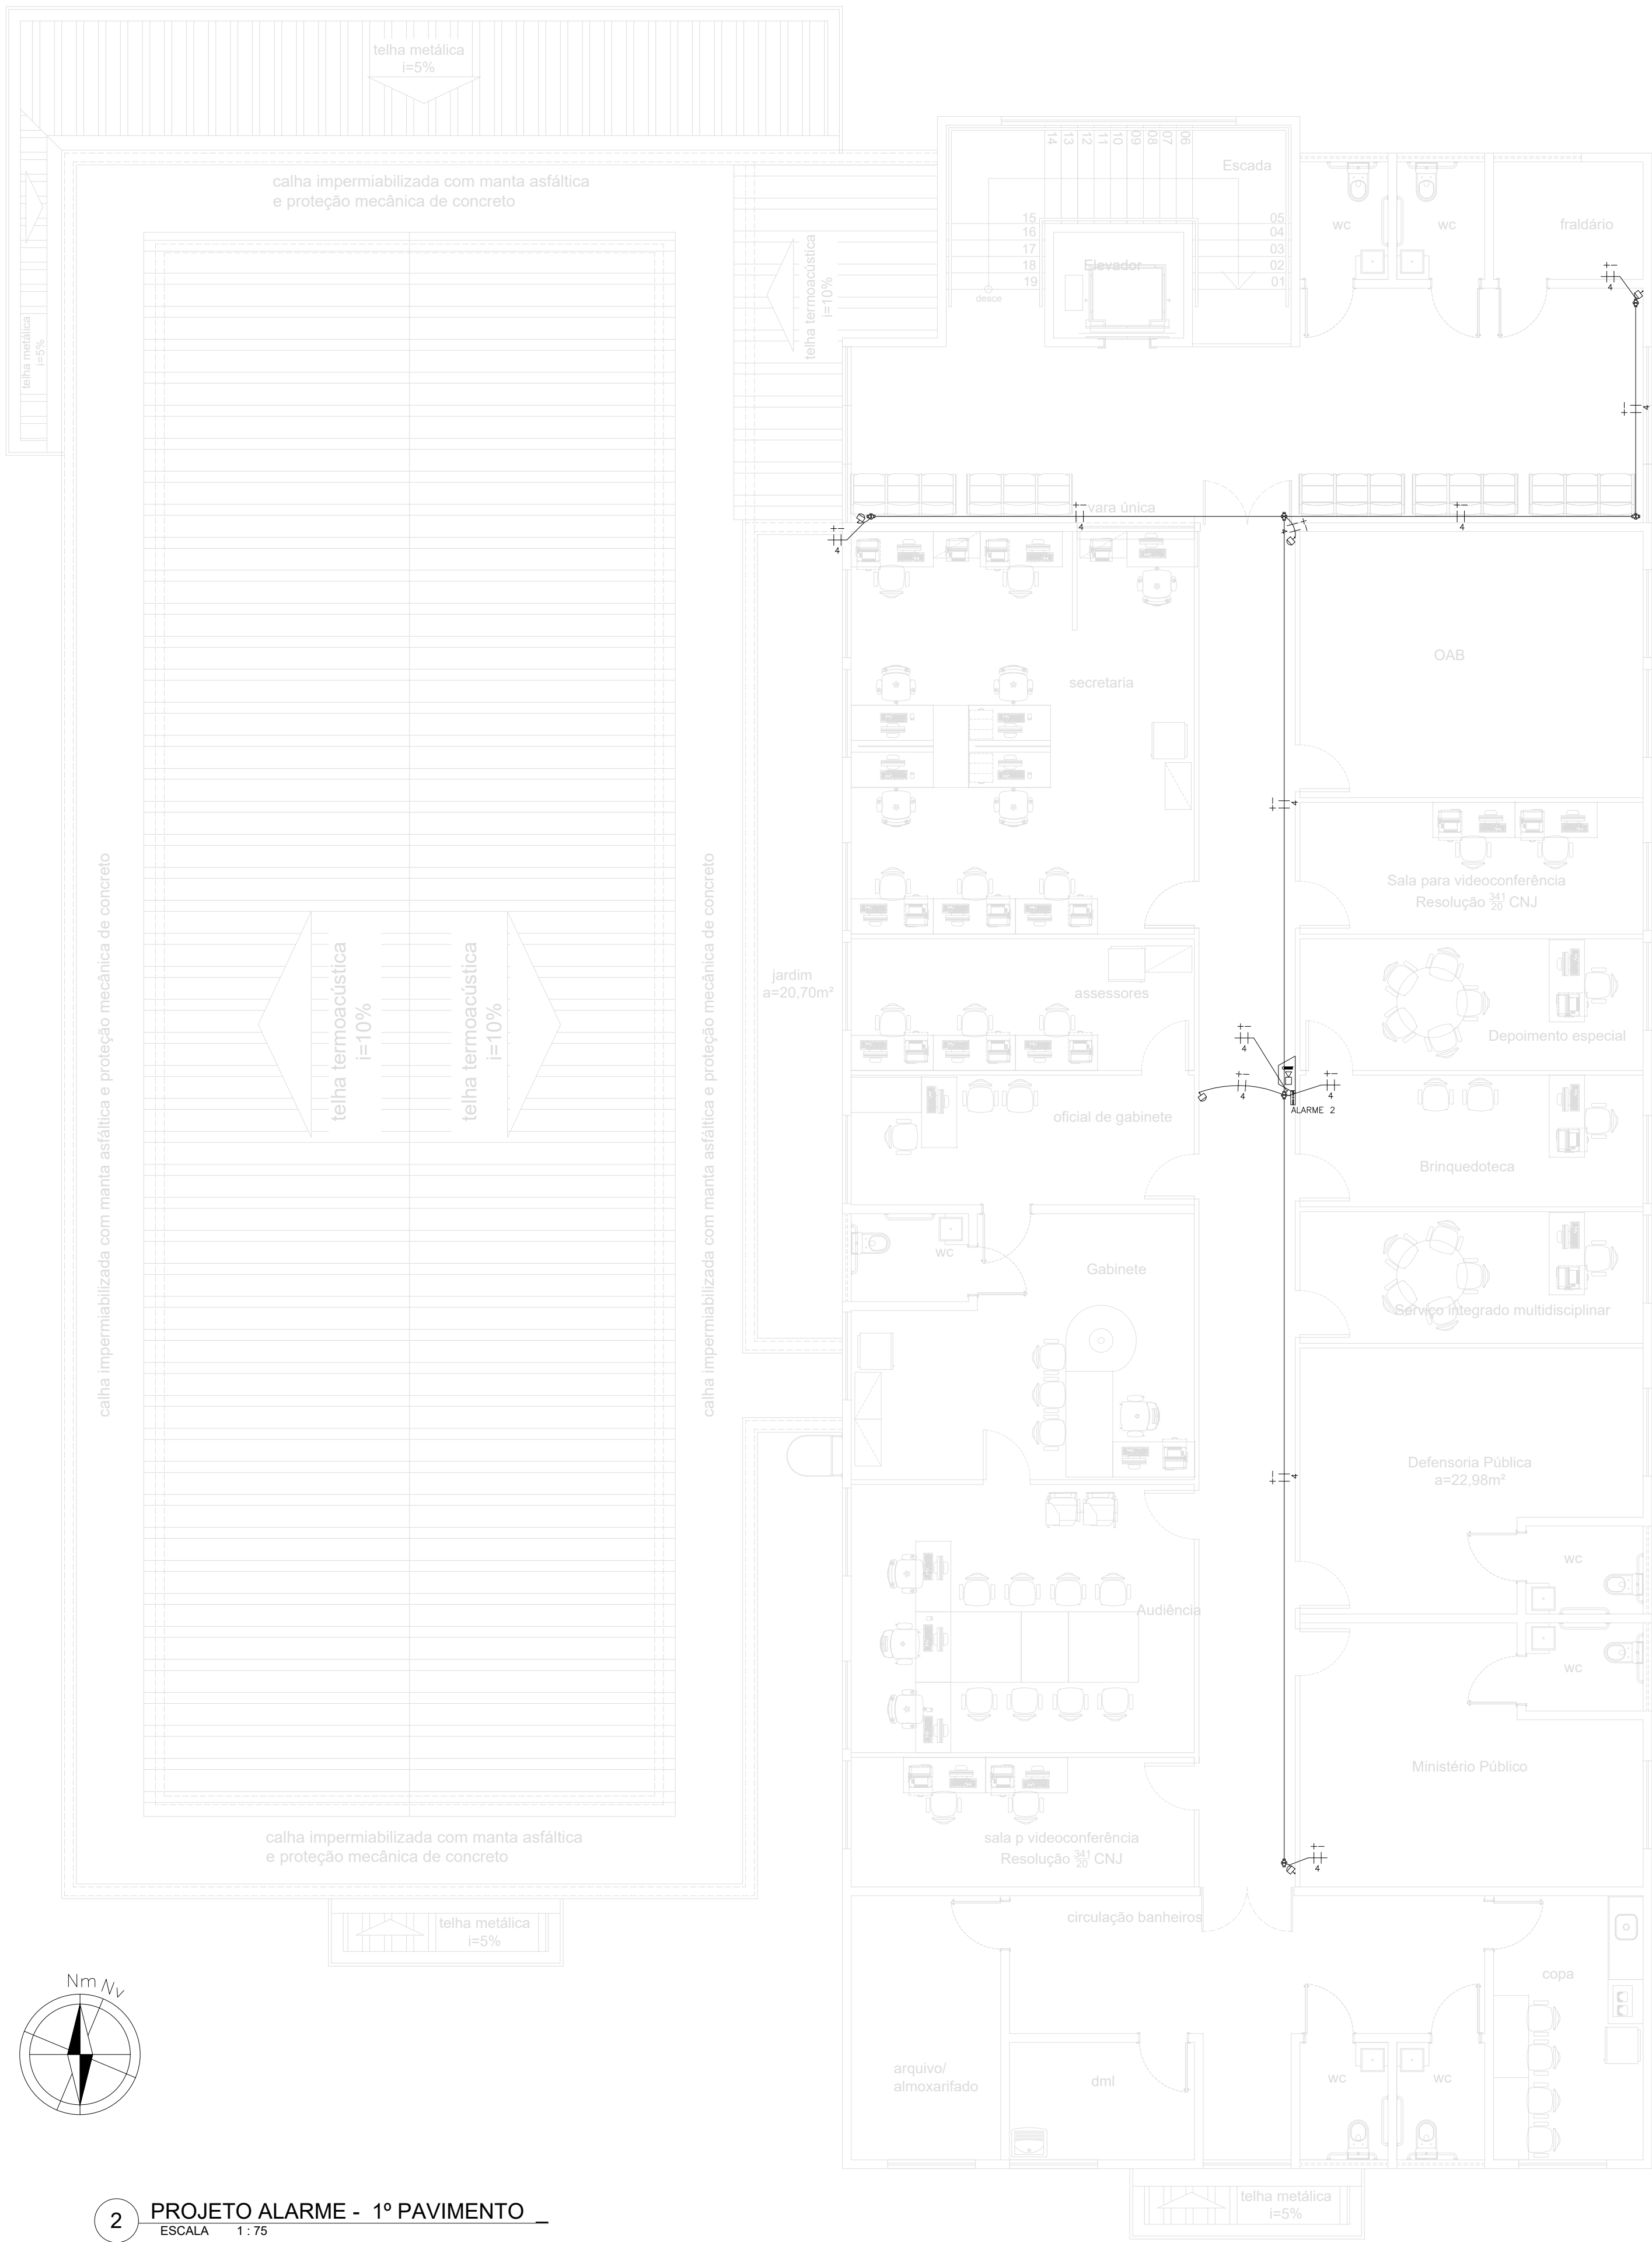 telha metálica
i=5%
calha impermiabilizada com manta asfáltica
e proteção mecânica de concreto
telha metálica
i=5%
telha termoacústica
i=10%
14
13
12
11
10
09
08
07
06
Escada
15
16
17
18
19
05
04
03
02
01
Elevador
desce
wc
wc
fraldário
+-
4
+-
4
vara única
+-
4
+-
4
+-
4
+
4
secretaria
OAB
+-
4
Sala para videoconferência
Resolução 341/20 CNJ
calha impermiabilizada com manta asfáltica e proteção mecânica de concreto
telha termoacústica
i=10%
telha termoacústica
i=10%
calha impermiabilizada com manta asfáltica e proteção mecânica de concreto
jardim
a=20,70m²
assessores
Depoimento especial
+-
4
+-
4
+-
4
ALARME 2
oficial de gabinete
Brinquedoteca
wc
Gabinete
Serviço integrado multidisciplinar
Defensoria Pública
a=22,98m²
+-
4
wc
Audiência
wc
Ministério Público
calha impermiabilizada com manta asfáltica
e proteção mecânica de concreto
sala p videoconferência
Resolução 341/20 CNJ
+-
4
telha metálica
i=5%
circulação banheiros
copa
Nm Nv
arquivo/
almoxarifado
dml
wc
wc
telha metálica
i=5%
2
PROJETO ALARME - 1º PAVIMENTO _
ESCALA 1 : 75